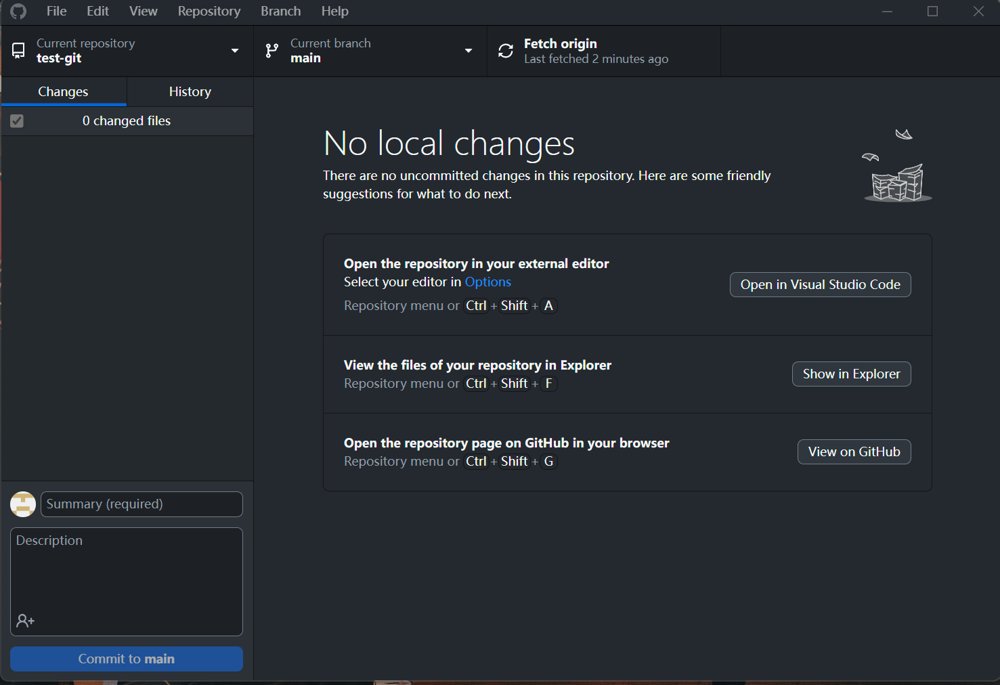 File Edit View Repository Branch Help
Current repository
test-git
Current branch
main
Fetch origin
Last fetched 2 minutes ago
Changes
History
0 changed files
No local changes
There are no uncommitted changes in this repository. Here are some friendly
suggestions for what to do next.
Open the repository in your external editor
Select your editor in Options
Repository menu or Ctrl + Shift + A
Open in Visual Studio Code
View the files of your repository in Explorer
Repository menu or Ctrl + Shift + F
Show in Explorer
Open the repository page on GitHub in your browser
Repository menu or Ctrl + Shift + G
View on GitHub
Summary (required)
Description
Commit to main